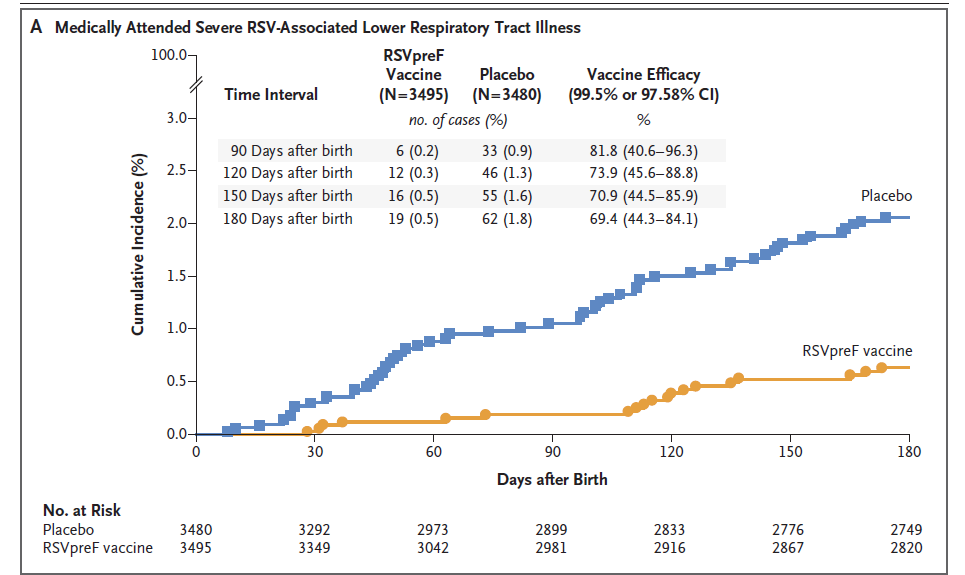 A Medically Attended Severe RSV-Associated Lower Respiratory Tract Illness
100.0
3.0
2.5
2.0
1.5
1.0
0.5
0.0
Cumulative Incidence (%)
Time Interval RSVpreF Vaccine (N=3495) Placebo (N=3480) Vaccine Efficacy (99.5% or 97.58% CI)
no. of cases (%) %
90 Days after birth 6 (0.2) 33 (0.9) 81.8 (40.6–96.3)
120 Days after birth 12 (0.3) 46 (1.3) 73.9 (45.6–88.8)
150 Days after birth 16 (0.5) 55 (1.6) 70.9 (44.5–85.9)
180 Days after birth 19 (0.5) 62 (1.8) 69.4 (44.3–84.1)
Placebo
RSVpreF vaccine
0 30 60 90 120 150 180
Days after Birth
No. at Risk
Placebo 3480 3292 2973 2899 2833 2776 2749
RSVpreF vaccine 3495 3349 3042 2981 2916 2867 2820